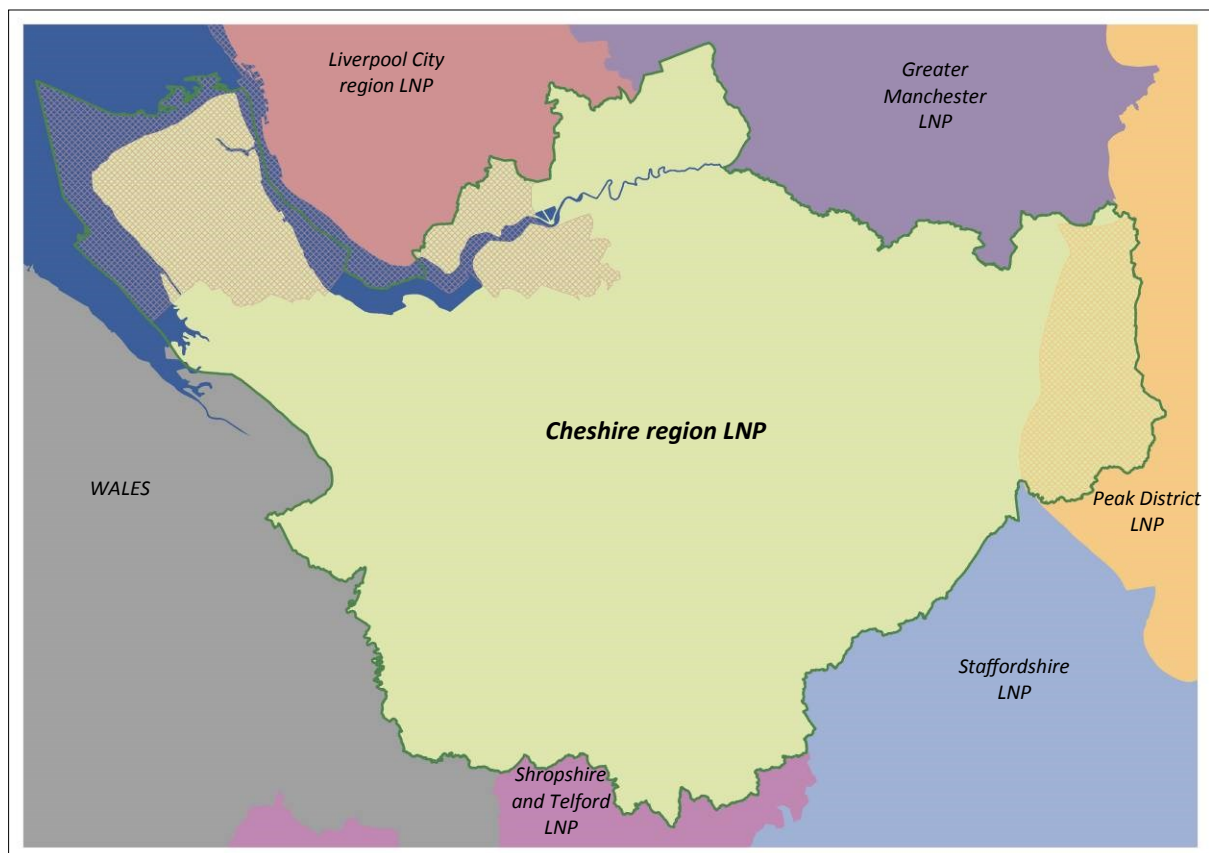 Liverpool City
region LNP
Greater
Manchester
LNP
Cheshire region LNP
WALES
Peak District
LNP
Staffordshire
LNP
Shropshire
and Telford
LNP